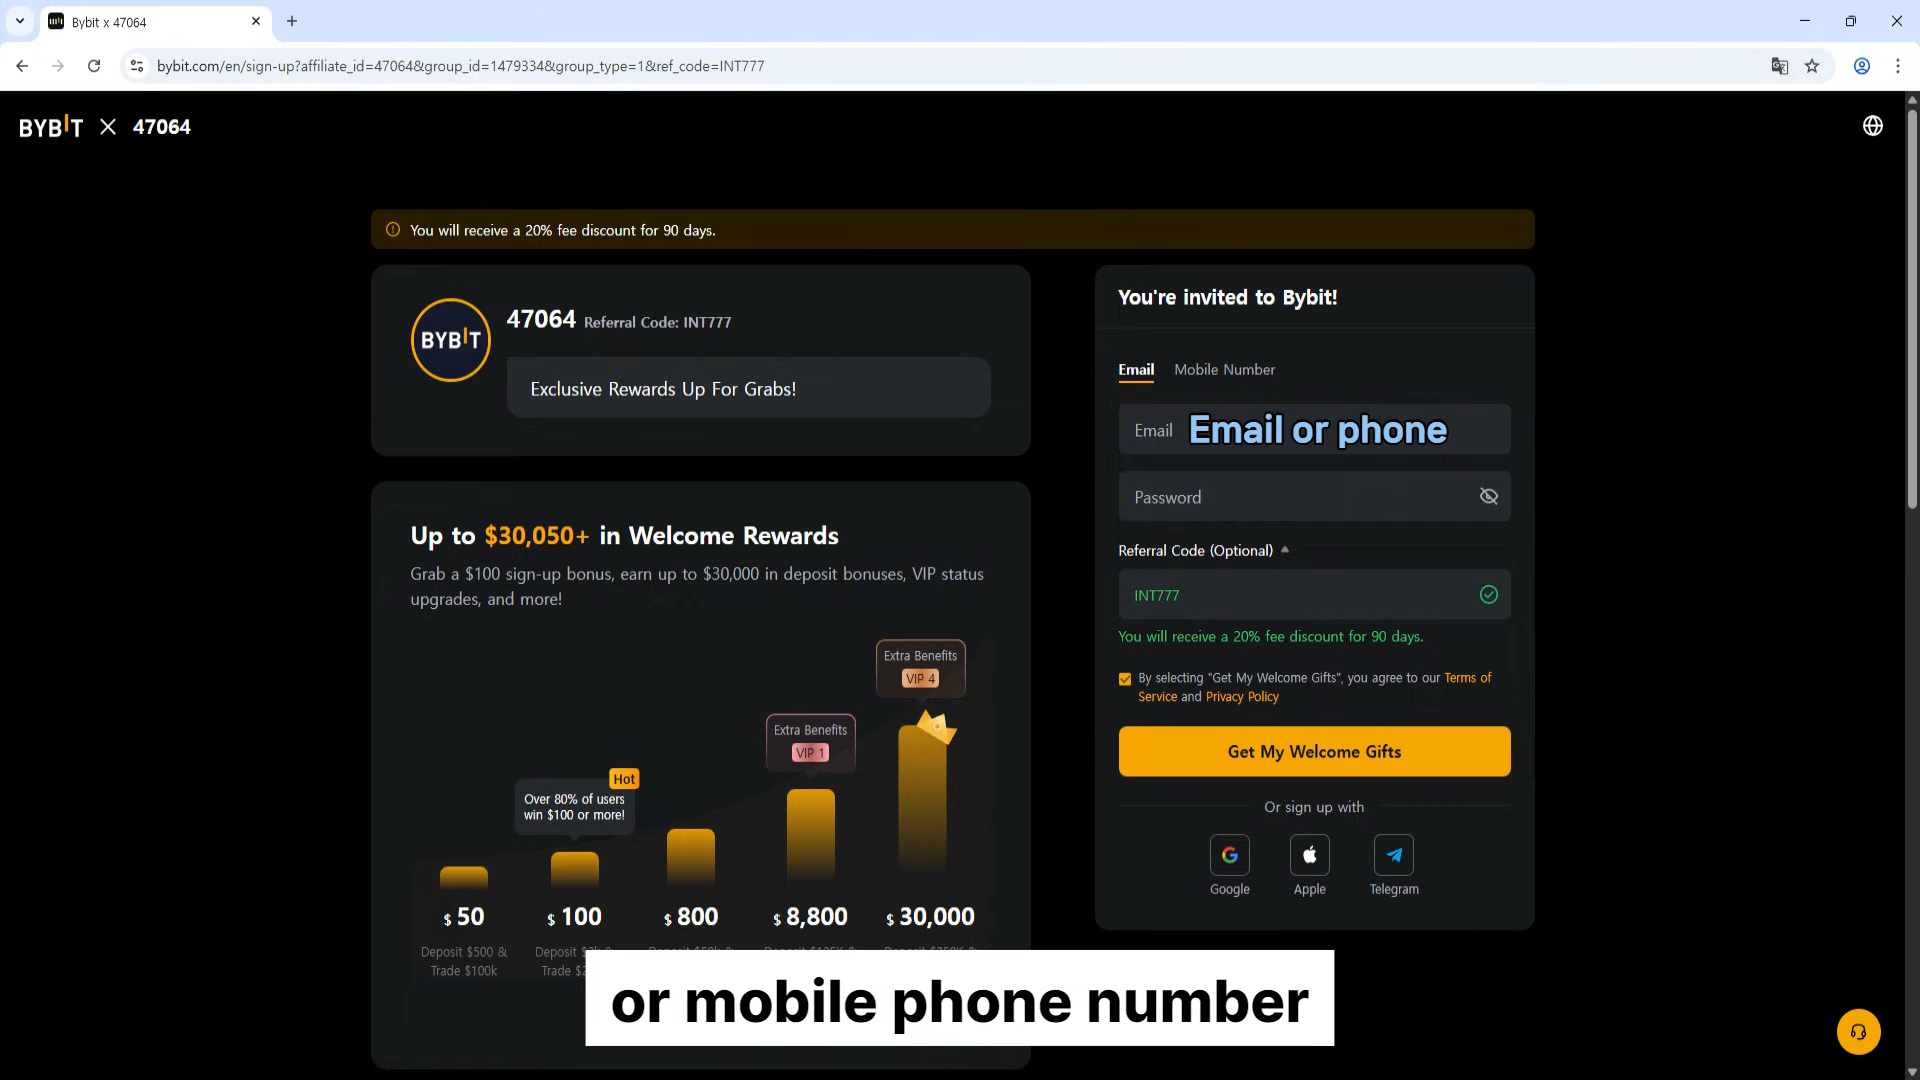 Bybit x 47064
bybit.com/en/sign-up?affiliate_id=47064&group_id=1479334&group_type=1&ref_code=INT777
BYBIT X 47064
You will receive a 20% fee discount for 90 days.
BYBIT
47064 Referral Code: INT777
Exclusive Rewards Up For Grabs!
Up to $30,050+ in Welcome Rewards
Grab a $100 sign-up bonus, earn up to $30,000 in deposit bonuses, VIP status
upgrades, and more!
Extra Benefits
VIP 4
Extra Benefits
VIP 1
Hot
Over 80% of users
win $100 or more!
$ 50
$ 100
$ 800
$ 8,800
$ 30,000
Deposit $500 &
Trade $100k
Deposit
Trade
You're invited to Bybit!
Email Mobile Number
Email Email or phone
Password
Referral Code (Optional)
INT777
You will receive a 20% fee discount for 90 days.
By selecting "Get My Welcome Gifts", you agree to our Terms of
Service and Privacy Policy
Get My Welcome Gifts
Or sign up with
Google
Apple
Telegram
or mobile phone number